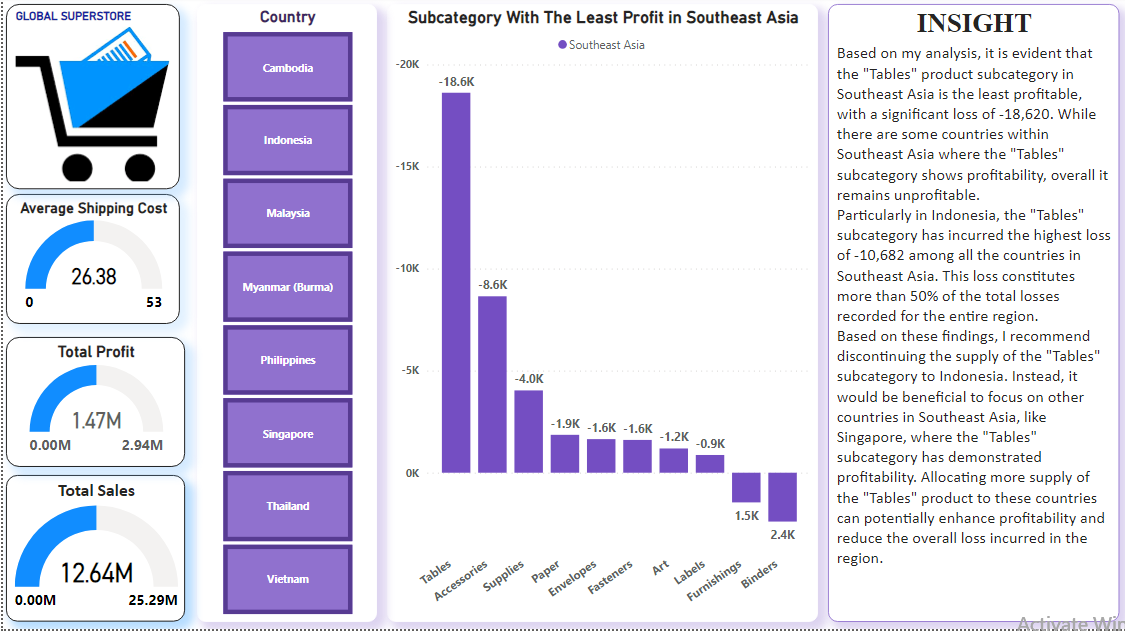 GLOBAL SUPERSTORE
Average Shipping Cost
26.38
0
53
Total Profit
1.47M
0.00M
2.94M
Total Sales
12.64M
0.00M
25.29M
Country
Cambodia
Indonesia
Malaysia
Myanmar (Burma)
Philippines
Singapore
Thailand
Vietnam
Subcategory With The Least Profit in Southeast Asia
Southeast Asia
-20K
-15K
-10K
-5K
0K
-18.6K
-8.6K
-4.0K
-1.9K
-1.6K
-1.6K
-1.2K
-0.9K
1.5K
2.4K
Tables
Accessories
Supplies
Paper
Envelopes
Fasteners
Art
Labels
Furnishings
Binders
INSIGHT
Based on my analysis, it is evident that
the "Tables" product subcategory in
Southeast Asia is the least profitable,
with a significant loss of -18,620. While
there are some countries within
Southeast Asia where the "Tables"
subcategory shows profitability, overall it
remains unprofitable.
Particularly in Indonesia, the "Tables"
subcategory has incurred the highest loss
of -10,682 among all the countries in
Southeast Asia. This loss constitutes
more than 50% of the total losses
recorded for the entire region.
Based on these findings, I recommend
discontinuing the supply of the "Tables"
subcategory to Indonesia. Instead, it
would be beneficial to focus on other
countries in Southeast Asia, like
Singapore, where the "Tables"
subcategory has demonstrated
profitability. Allocating more supply of
the "Tables" product to these countries
can potentially enhance profitability and
reduce the overall loss incurred in the
region.
Activate